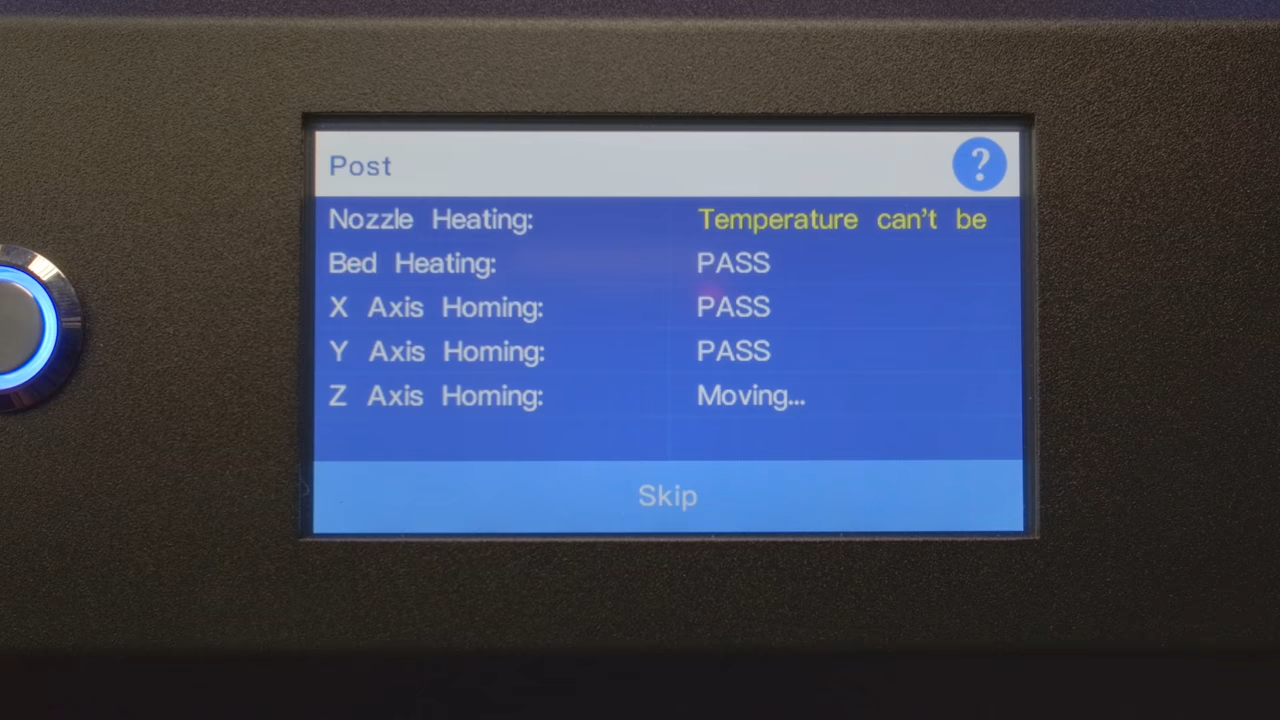 Post
?
Nozzle Heating: Temperature can't be
Bed Heating: PASS
X Axis Homing: PASS
Y Axis Homing: PASS
Z Axis Homing: Moving...
Skip